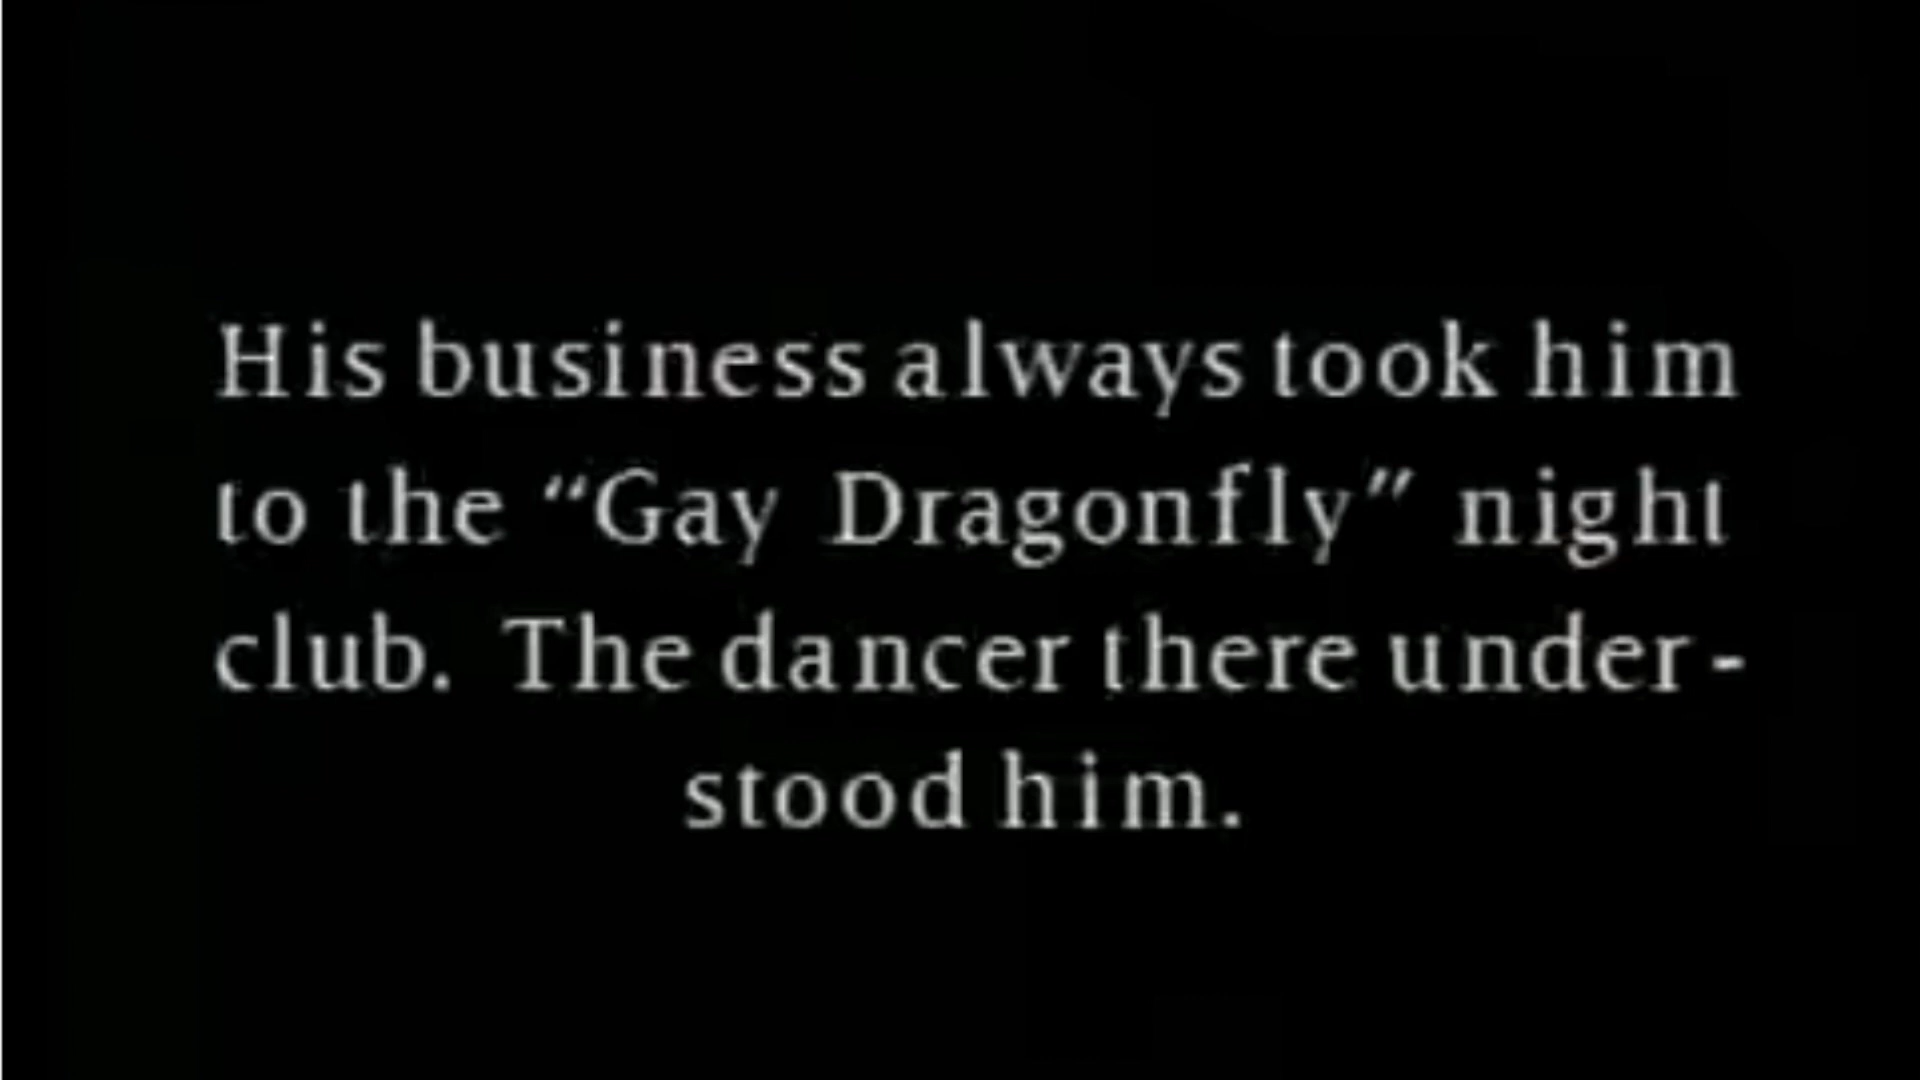 His business always took him
to the “Gay Dragonfly” night
club. The dancer there under-
stood him.